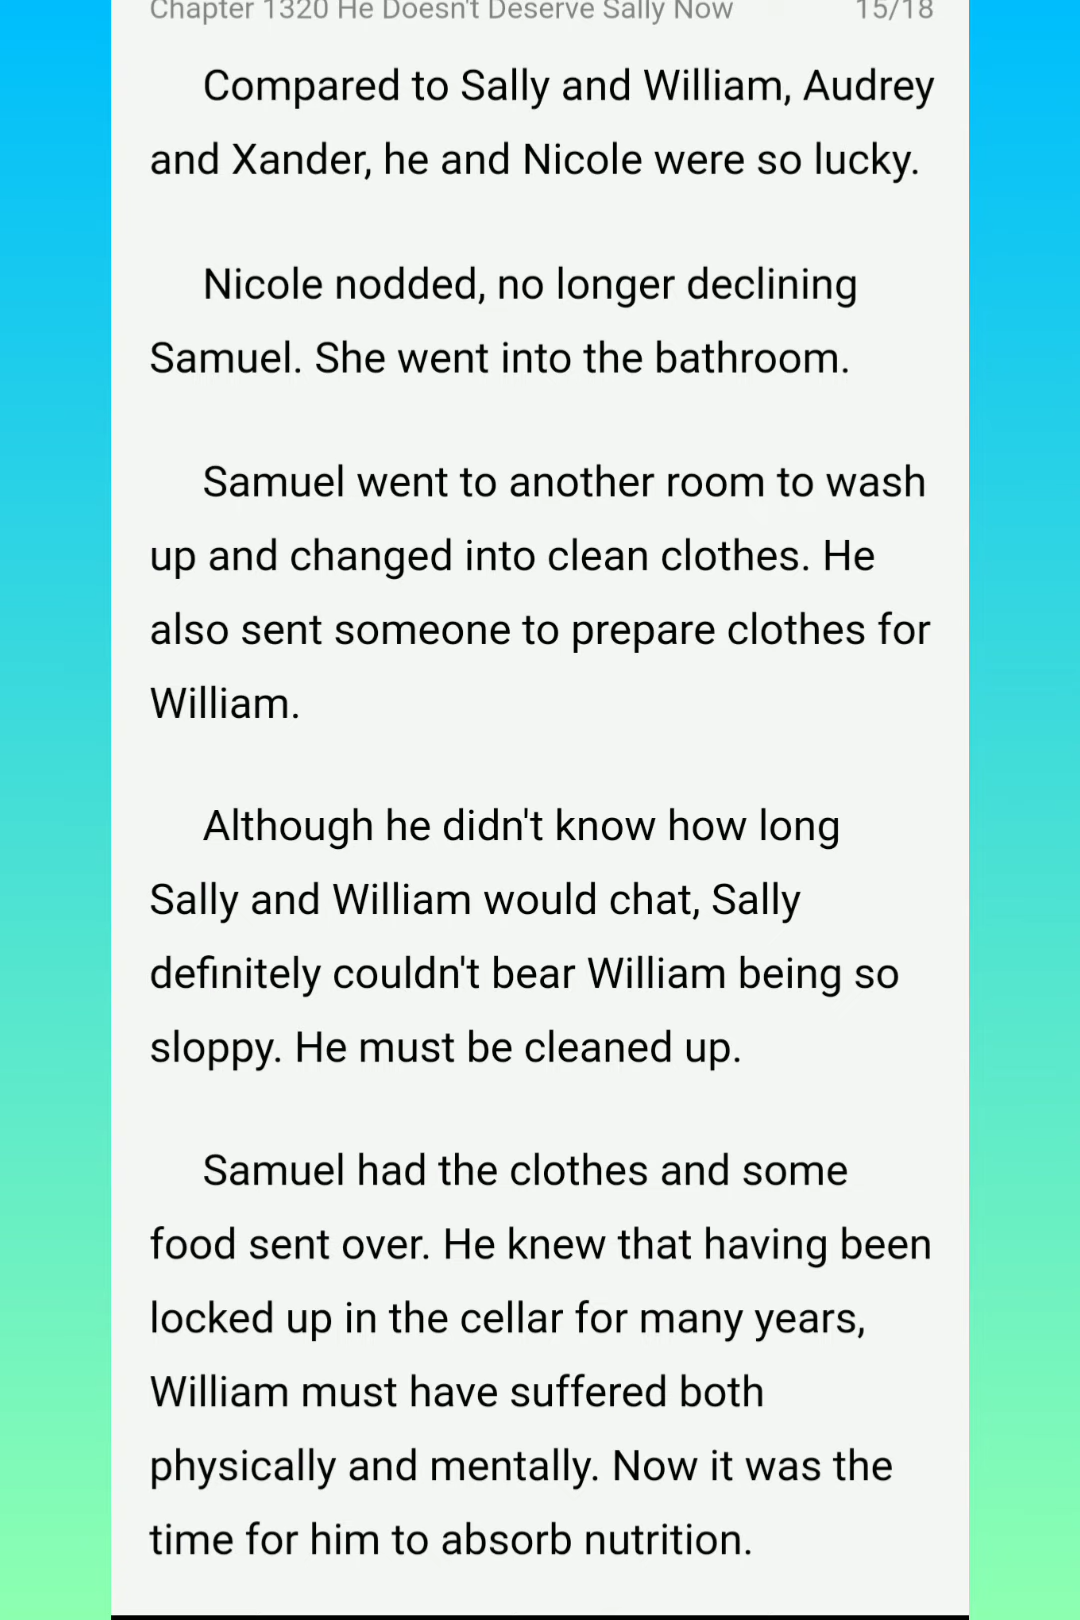 Chapter 1320 He Doesn't Deserve Sally Now 15/18
Compared to Sally and William, Audrey
and Xander, he and Nicole were so lucky.
Nicole nodded, no longer declining
Samuel. She went into the bathroom.
Samuel went to another room to wash
up and changed into clean clothes. He
also sent someone to prepare clothes for
William.
Although he didn't know how long
Sally and William would chat, Sally
definitely couldn't bear William being so
sloppy. He must be cleaned up.
Samuel had the clothes and some
food sent over. He knew that having been
locked up in the cellar for many years,
William must have suffered both
physically and mentally. Now it was the
time for him to absorb nutrition.